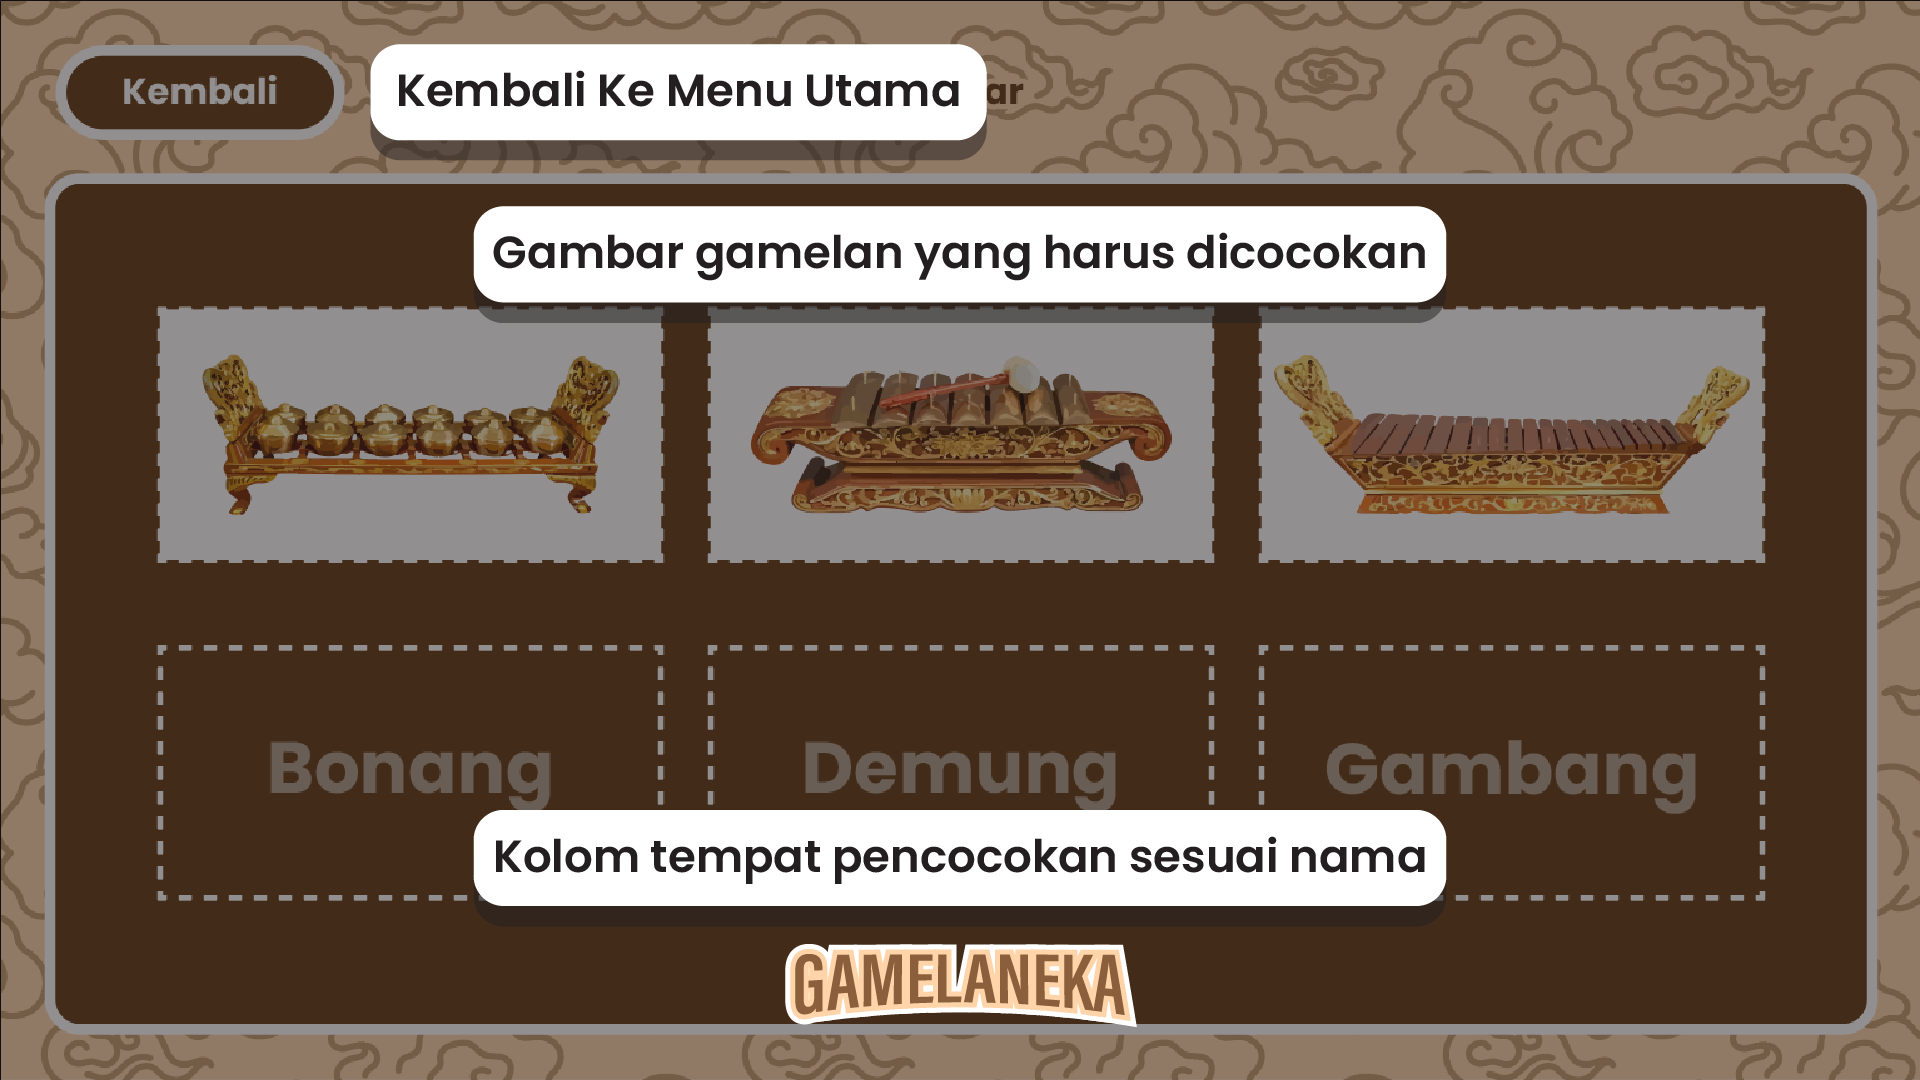 Kembali
Kembali Ke Menu Utama
ar
Gambar gamelan yang harus dicocokan
Bonang
Demung
Gambang
Kolom tempat pencocokan sesuai nama
GAMELANEKA